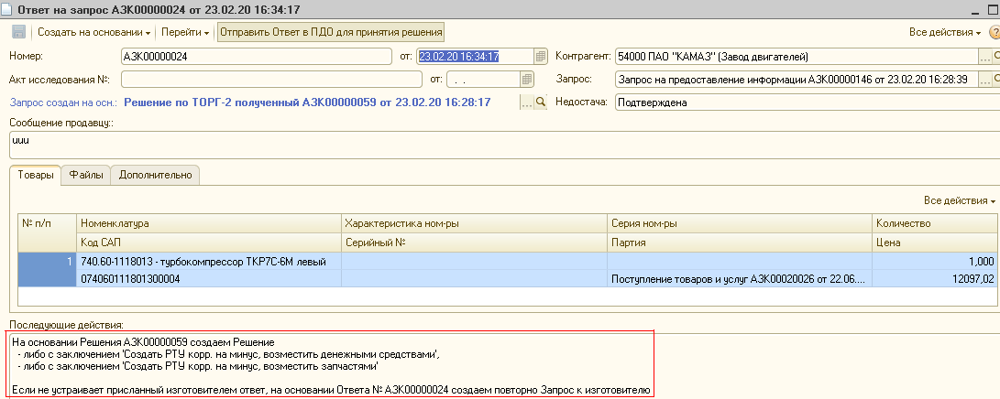 Ответ на запрос АЗК00000024 от 23.02.20 16:34:17
Создать на основании Перейти Отправить Ответ в ПДО для принятия решения Все действия
Номер: АЗК00000024 от: 23.02.20 16:34:17 Контрагент: 54000 ПАО "КАМАЗ" (Завод двигателей) ...
Акт исследования №: от: . . Запрос: Запрос на предоставление информации АЗК00000146 от 23.02.20 16:28:39 ...
Запрос создан на осн.: Решение по ТОРГ-2 полученный АЗК00000059 от 23.02.20 16:28:17 ... Недостача: Подтверждена
Сообщение продавцу::
uuu
Товары Файлы Дополнительно
Все действия
№ п/п Номенклатура Характеристика ном-ры Серия ном-ры Количество
Код САП Серийный № Партия Цена
1 740.60-1118013 - турбокомпрессор ТКР7С-6М левый 1,000
074060111801300004 Поступление товаров и услуг АЗК00020026 от 22.06.... 12097,02
Последующие действия:
На основании Решения АЗК00000059 создаем Решение
- либо с заключением 'Создать РТУ корр. на минус, возместить денежными средствами',
- либо с заключением 'Создать РТУ корр. на минус, возместить запчастями'
Если не устраивает присланный изготовителем ответ, на основании Ответа № АЗК00000024 создаем повторно Запрос к изготовителю